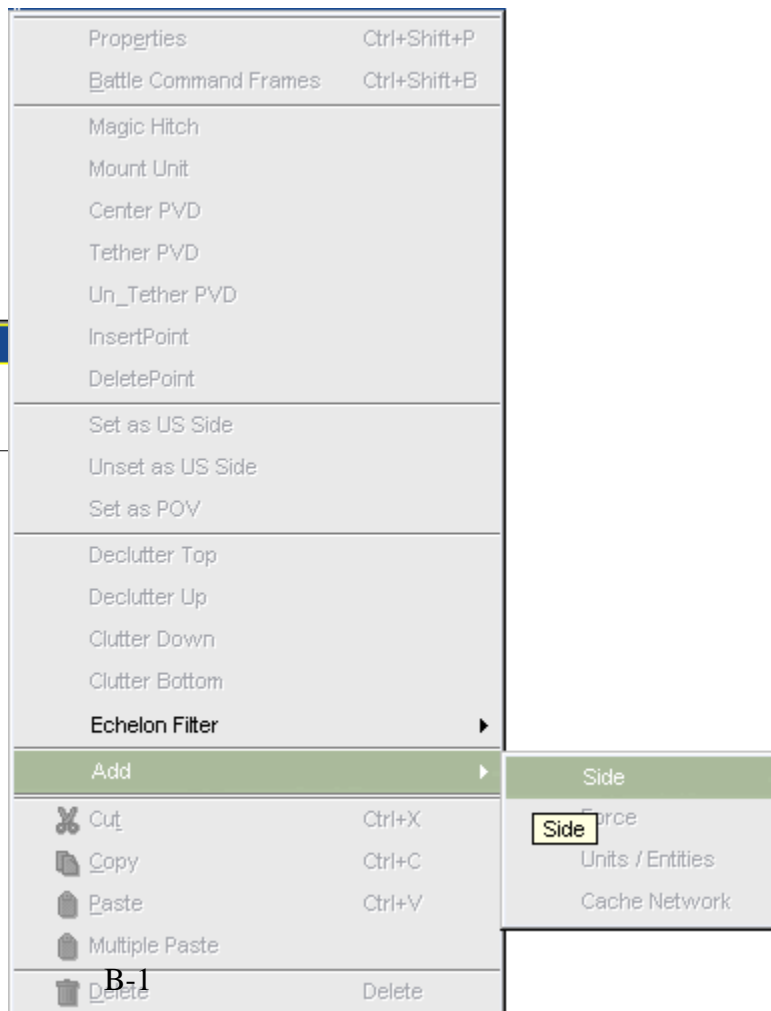 Properties Ctrl+Shift+P
Battle Command Frames Ctrl+Shift+B
Magic Hitch
Mount Unit
Center PVD
Tether PVD
Un_Tether PVD
InsertPoint
DeletePoint
Set as US Side
Unset as US Side
Set as POV
Declutter Top
Declutter Up
Clutter Down
Clutter Bottom
Echelon Filter
Add
Side
Cut Ctrl+X
Side
Force
Copy Ctrl+C
Units / Entities
Paste Ctrl+V
Cache Network
Multiple Paste
B-1
Delete Delete